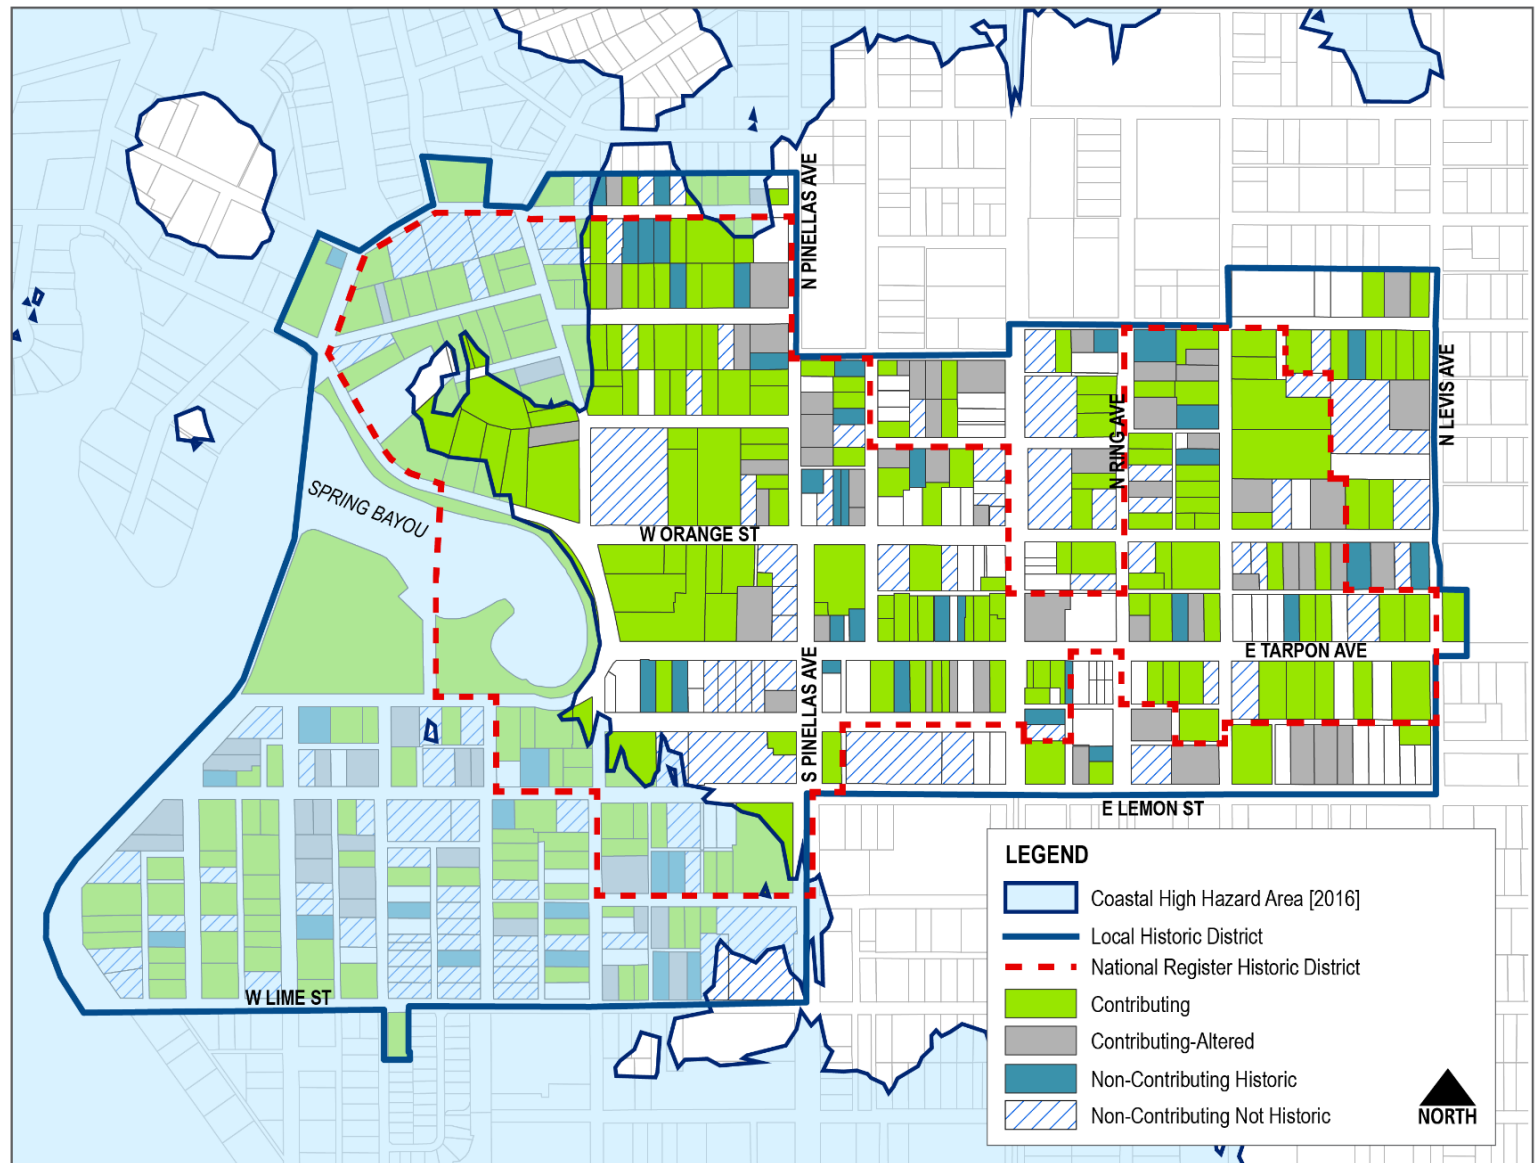 N PINELLAS AVE
N LEVIS AVE
N RING AVE
SPRING BAYOU
W ORANGE ST
E TARPON AVE
S PINELLAS AVE
E LEMON ST
W LIME ST
LEGEND
Coastal High Hazard Area [2016]
Local Historic District
National Register Historic District
Contributing
Contributing-Altered
Non-Contributing Historic
Non-Contributing Not Historic
NORTH